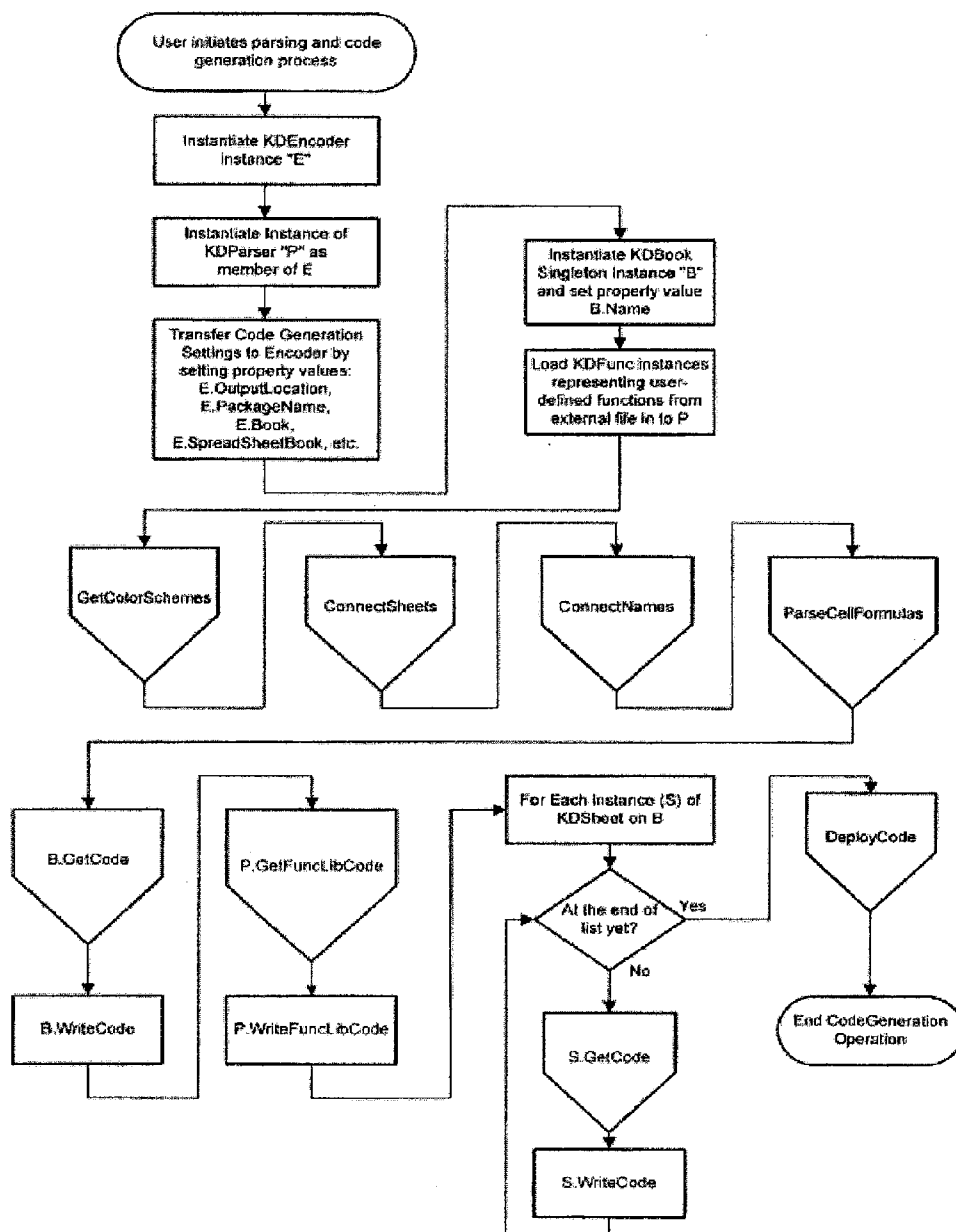 User initiates parsing and code
generation process
Instantiate KDEncoder
Instance "E"
Instantiate Instance of
KDParser "P" as
member of E
Transfer Code Generation
Settings to Encoder by
setting property values:
E.OutputLocation,
E.PackageName,
E.Book,
E.SpreadSheetBook, etc.
Instantiate KDBook
Singleton Instance "B"
and set property value
B.Name
Load KDFunc instances
representing user-
defined functions from
external file in to P
GetColorSchemes
ConnectSheets
ConnectNames
ParseCellFormulas
B.GetCode
B.WriteCode
P.GetFuncLibCode
P.WriteFuncLibCode
For Each Instance (S) of
KDSheet on B
At the end of
list yet?
Yes
No
S.GetCode
S.WriteCode
DeployCode
End CodeGeneration
Operation